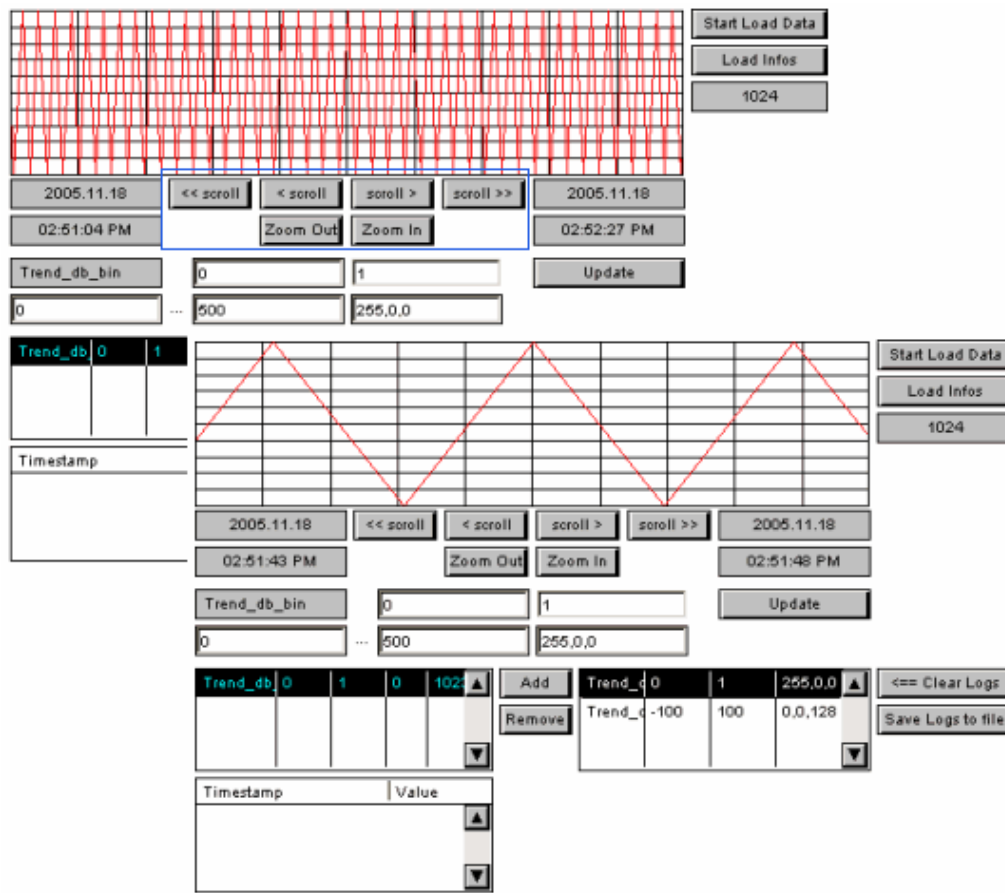 Start Load Data
Load Infos
1024
2005.11.18 << scroll < scroll scroll > scroll >> 2005.11.18
02:51:04 PM Zoom Out Zoom In 02:52:27 PM
Trend_db_bin 0 1 Update
0 ... 500 255,0,0
Trend_db_ 0 1
Timestamp
Start Load Data
Load Infos
1024
2005.11.18 << scroll < scroll scroll > scroll >> 2005.11.18
02:51:43 PM Zoom Out Zoom In 02:51:48 PM
Trend_db_bin 0 1 Update
0 ... 500 255,0,0
Trend_db_ 0 1 0 1023 Add Trend_d 0 1 255,0,0 <== Clear Logs
Remove Trend_d -100 100 0,0,128 Save Logs to file
Timestamp Value